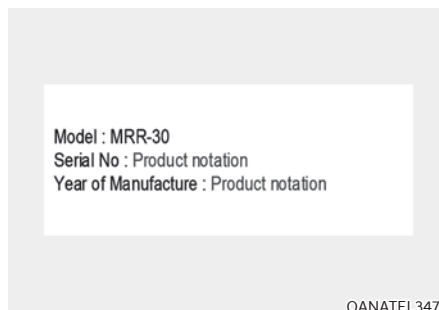 Model : MRR-30
Serial No : Product notation
Year of Manufacture : Product notation
OANATEL347